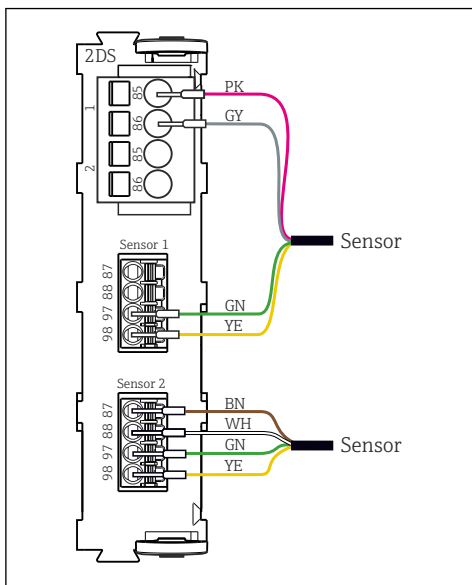 2DS
1
85
PK
86
GY
2
85
86
Sensor
Sensor 1
87
88
97
GN
98
YE
Sensor 2
87
BN
88
WH
97
GN
Sensor
98
YE